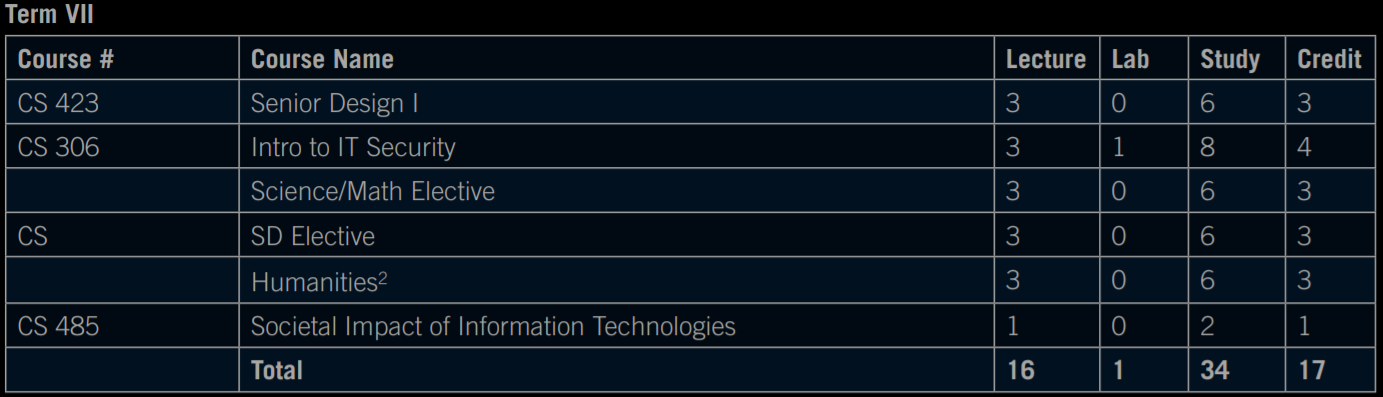 Term VII
Course # Course Name Lecture Lab Study Credit
CS 423 Senior Design I 3 0 6 3
CS 306 Intro to IT Security 3 1 8 4
Science/Math Elective 3 0 6 3
CS SD Elective 3 0 6 3
Humanities² 3 0 6 3
CS 485 Societal Impact of Information Technologies 1 0 2 1
Total 16 1 34 17